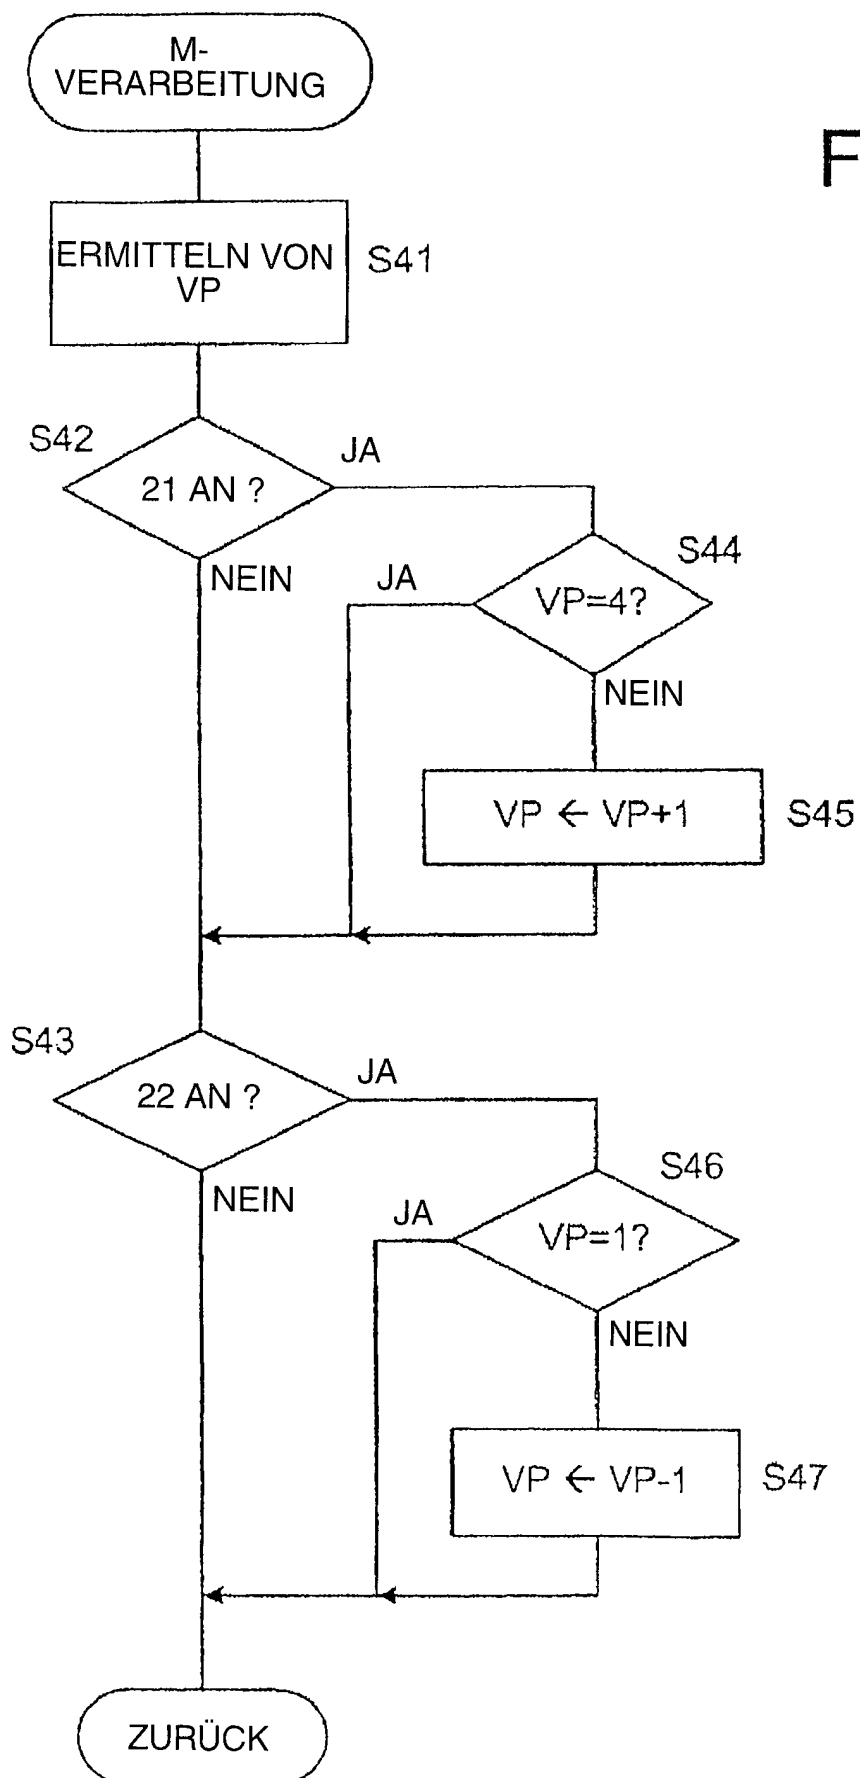 M-
VERARBEITUNG
F
ERMITTELN VON
VP
S41
S42
21 AN ?
JA
NEIN
S44
JA
VP=4?
NEIN
VP ← VP+1
S45
S43
22 AN ?
JA
NEIN
S46
JA
VP=1?
NEIN
VP ← VP-1
S47
ZURÜCK